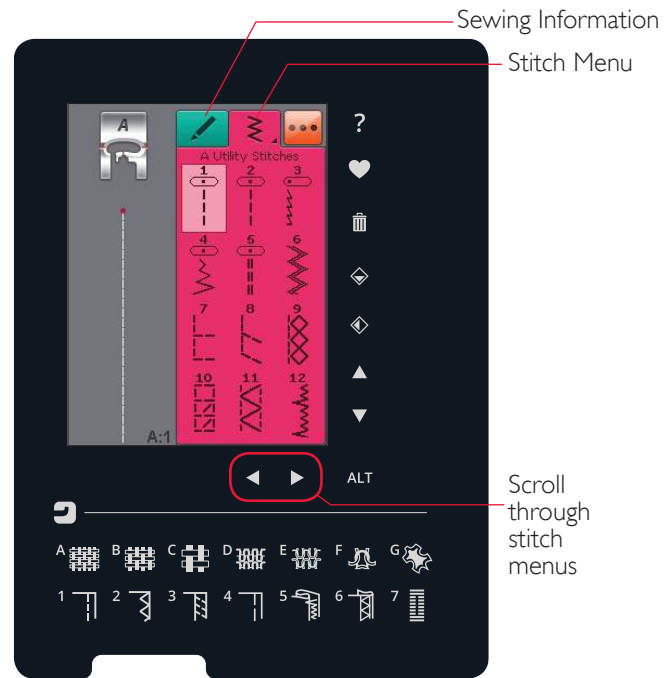 Sewing Information
Stitch Menu
A
?
A Utility Stitches
1 2 3
4 5 6
7 8 9
10 11 12
A:1
ALT
Scroll
through
stitch
menus
A B C D E F G
1 2 3 4 5 6 7